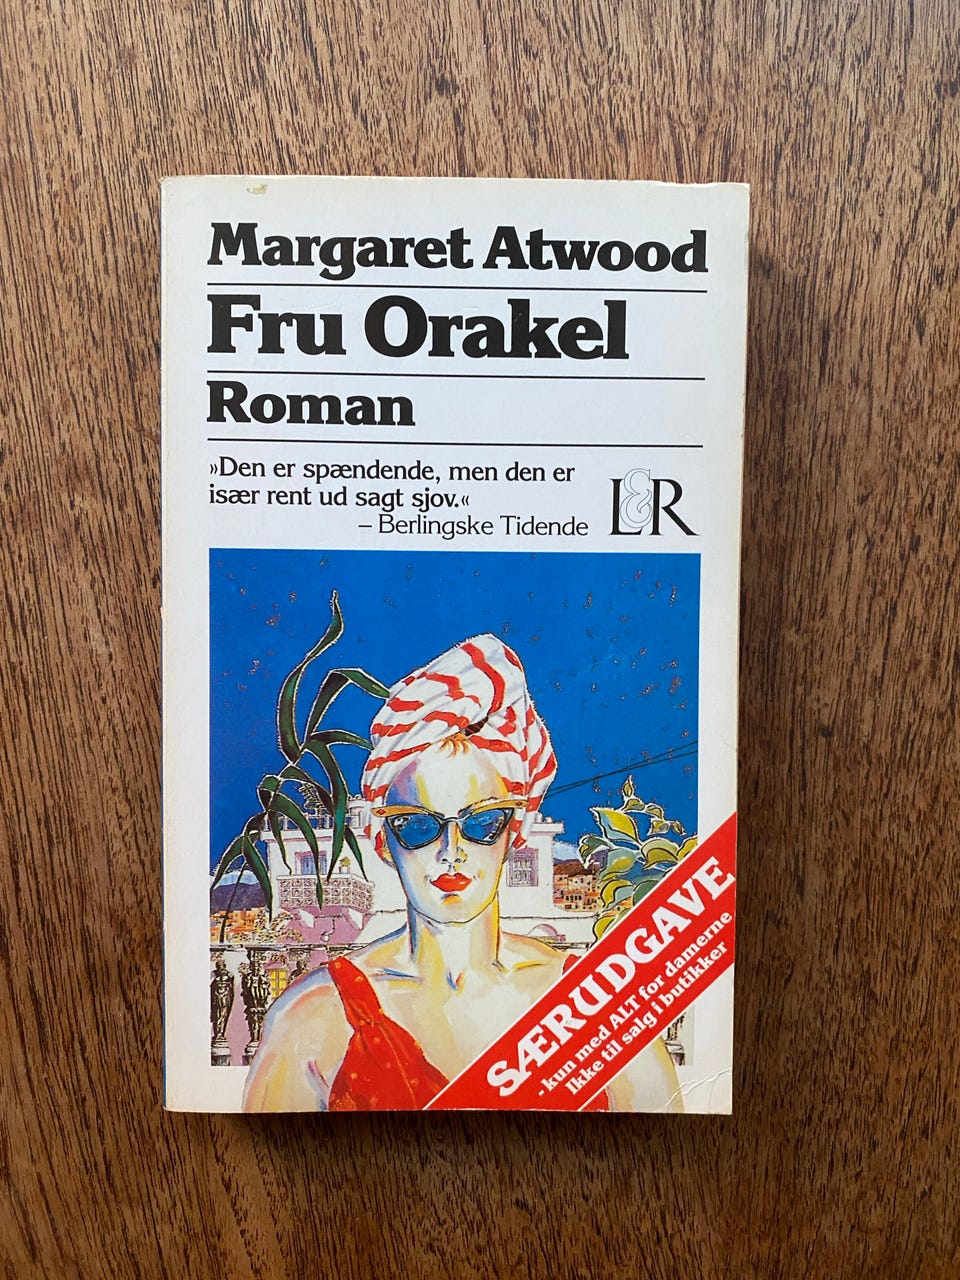 Margaret Atwood
Fru Orakel
Roman
»Den er spændende, men den er
især rent ud sagt sjov.«
– Berlingske Tidende
L&R
SÆRUDGAVE
- kun med ALT for damerne
Ikke til salg i butikker